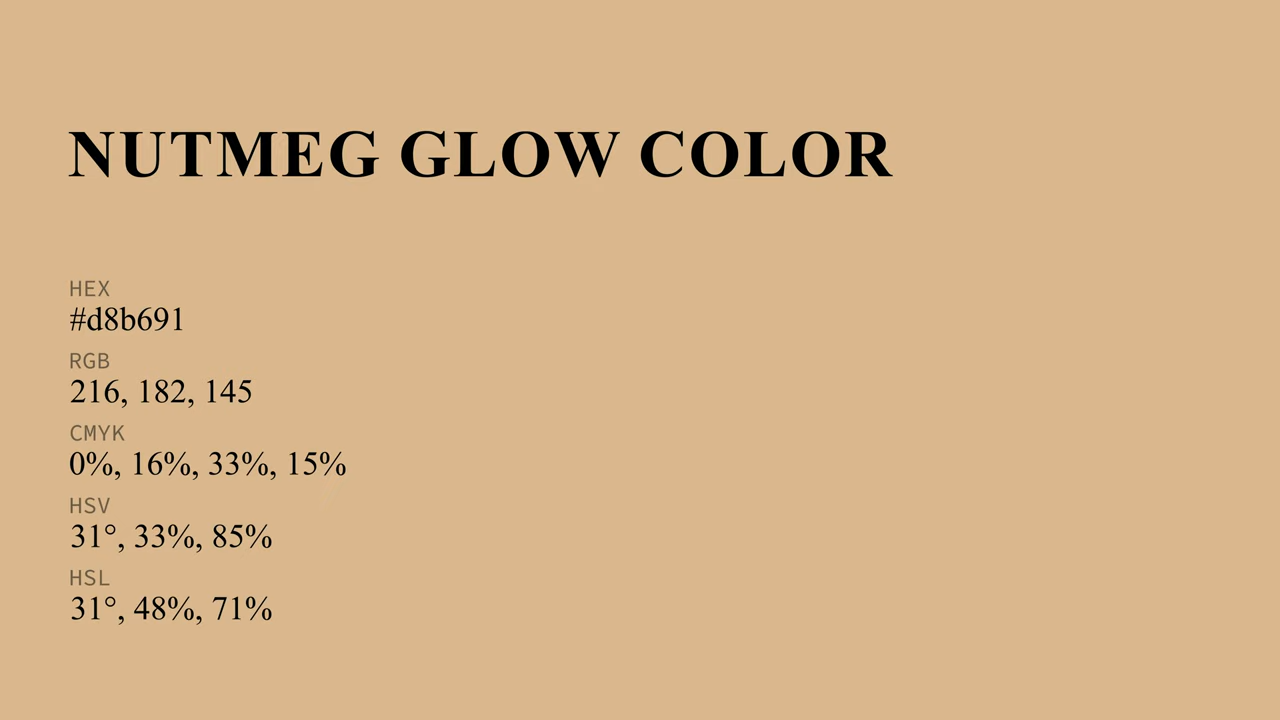 NUTMEG GLOW COLOR
HEX
#d8b691
RGB
216, 182, 145
CMYK
0%, 16%, 33%, 15%
HSV
31°, 33%, 85%
HSL
31°, 48%, 71%